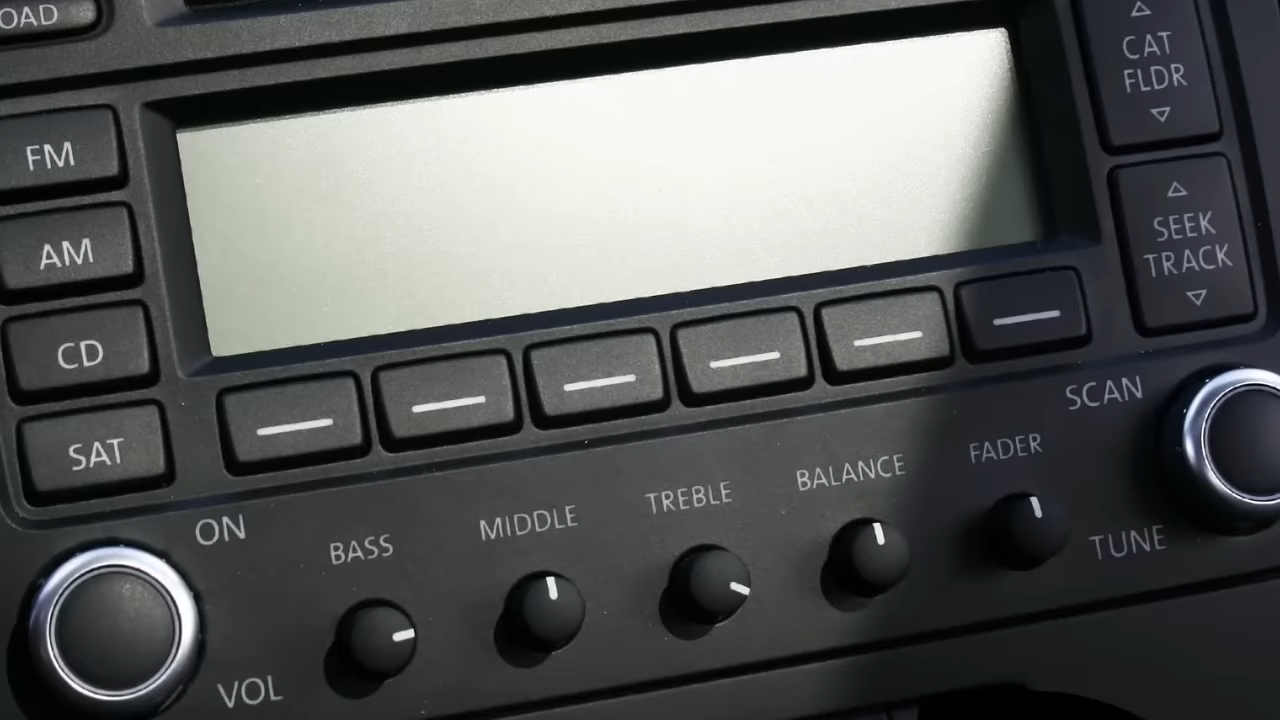 OAD
CAT
FLDR
FM
SEEK
TRACK
AM
CD
SAT
SCAN
FADER
BALANCE
TREBLE
MIDDLE
ON
BASS
TUNE
VOL